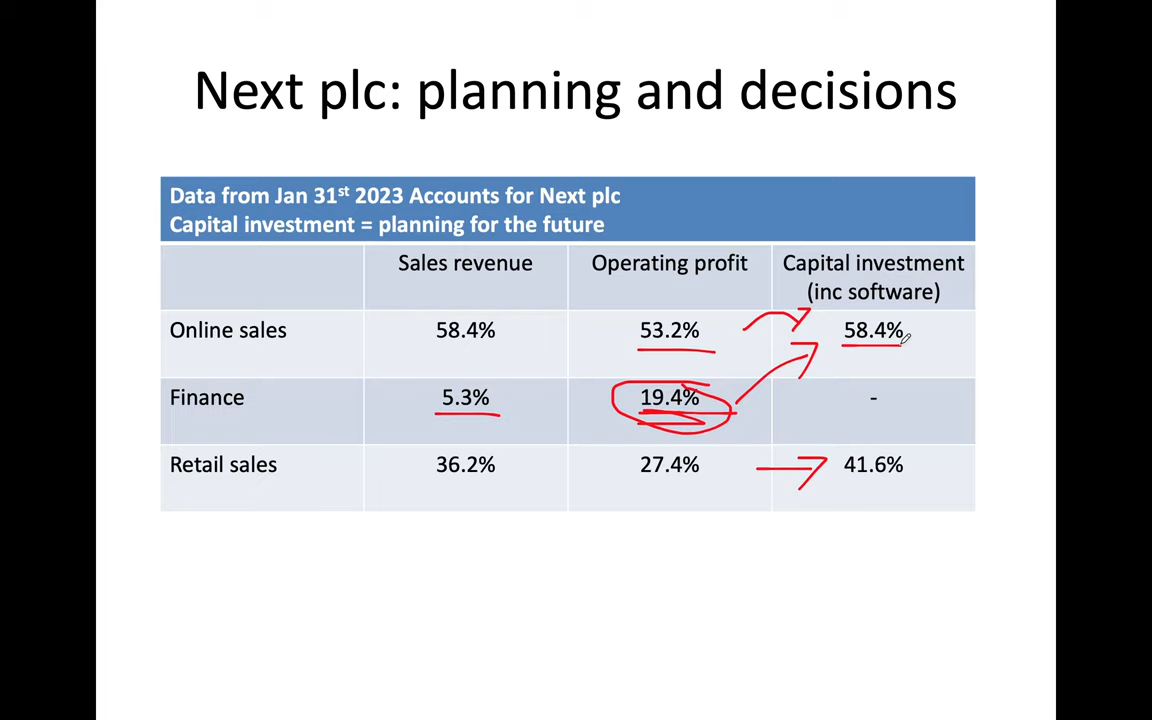 Next plc: planning and decisions
Data from Jan 31st 2023 Accounts for Next plc
Capital investment = planning for the future
Sales revenue Operating profit Capital investment
(inc software)
Online sales 58.4% 53.2% 58.4%
Finance 5.3% 19.4% -
Retail sales 36.2% 27.4% 41.6%